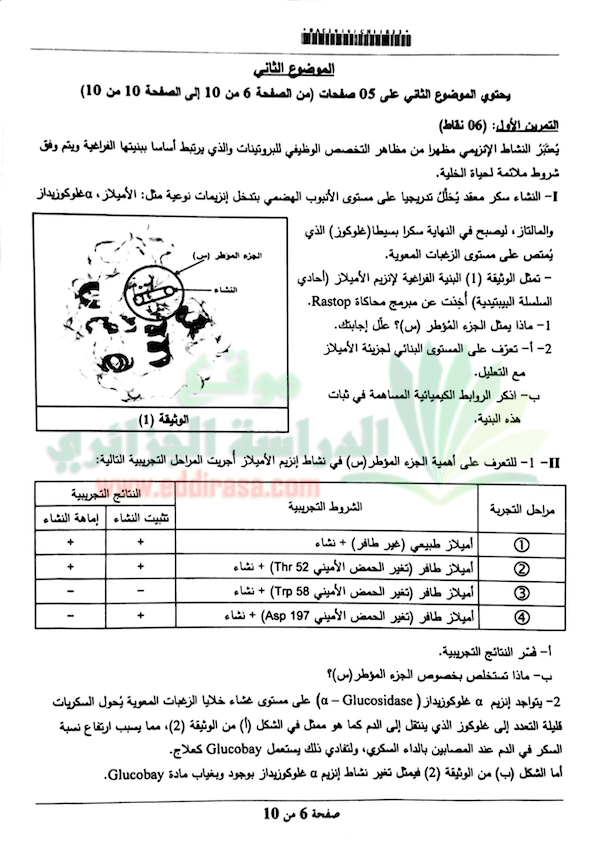 الموضوع الثاني
يحتوي الموضوع الثاني على 05 صفحات (من الصفحة 6 من 10 إلى الصفحة 10 من 10)
التمرين الأول: (06 نقاط)
يُعتبَرُ النشاط الإنزيمي مظهرا من مظاهر التخصص الوظيفي للبروتينات والذي يرتبط أساسا ببنيتها الفراغية ويتم وفق
شروط ملائمة لحياة الخلية.
I- النشاء سكر معقد يُحلَّلُ تدريجيا على مستوى الأنبوب الهضمي بتدخل إنزيمات نوعية مثل: الأميلاز، αغلوكوزيداز
والمالتاز، ليصبح في النهاية سكرا بسيطا(غلوكوز) الذي
يُمتص على مستوى الزغبات المعوية.
- تمثل الوثيقة (1) البنية الفراغية لإنزيم الأميلاز (أحادي
السلسلة البيبتيدية) أُخِذت عن مبرمج محاكاة Rastop.
1- ماذا يمثل الجزء المُؤطر (س)؟ علّل إجابتك.
2- أ- تعرّف على المستوى البنائي لجزيئة الأميلاز
مع التعليل.
ب- اذكر الروابط الكيميائية المساهمة في ثبات
هذه البنية.
الجزء المؤطر (س)
النشاء
الوثيقة (1)
موقع
الدراسة الجزائري
www.eddirasa.com
II- 1- للتعرف على أهمية الجزء المؤطر(س) في نشاط إنزيم الأميلاز أُجريت المراحل التجريبية التالية:
مراحل التجربة الشروط التجريبية النتائج التجريبية
تثبيت النشاء إماهة النشاء
① أميلاز طبيعي (غير طافر) + نشاء + +
② أميلاز طافر (تغير الحمض الأميني Thr 52) + نشاء + +
③ أميلاز طافر (تغير الحمض الأميني Trp 58) + نشاء - -
④ أميلاز طافر (تغير الحمض الأميني Asp 197) + نشاء + -
أ- فسّر النتائج التجريبية.
ب- ماذا تستخلص بخصوص الجزء المؤطر(س)؟
2- يتواجد إنزيم α غلوكوزيداز (α – Glucosidase) على مستوى غشاء خلايا الزغبات المعوية يُحول السكريات
قليلة التعدد إلى غلوكوز الذي ينتقل إلى الدم كما هو ممثل في الشكل (أ) من الوثيقة (2)، مما يسبب ارتفاع نسبة
السكر في الدم عند المصابين بالداء السكري، ولتفادي ذلك يستعمل Glucobay كعلاج.
أما الشكل (ب) من الوثيقة (2) فيمثل تغير نشاط إنزيم α غلوكوزيداز بوجود وبغياب مادة Glucobay.
صفحة 6 من 10